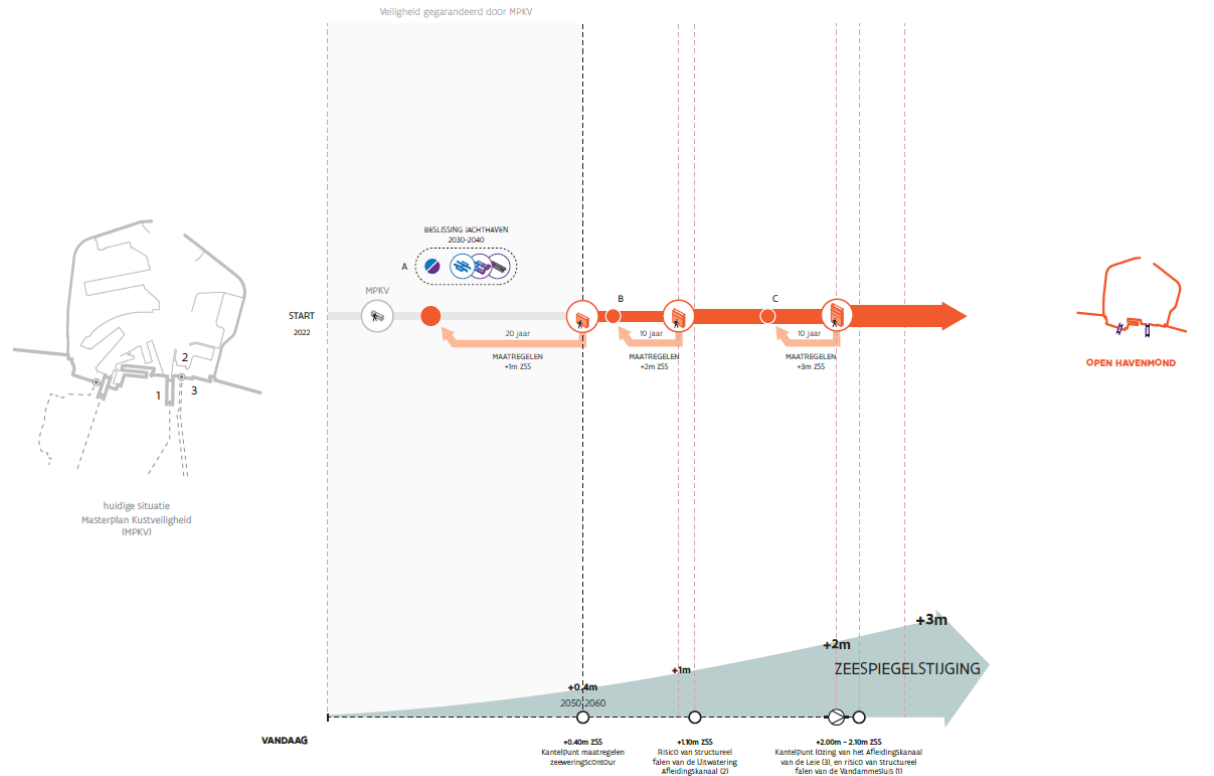 Veiligheid gegarandeerd door MPKV
BESLISSING JACHTHAVEN
2030-2040
A
MPKV
B
C
START
2022
20 jaar
10 jaar
10 jaar
MAATREGELEN
+1m ZSS
MAATREGELEN
+2m ZSS
MAATREGELEN
+3m ZSS
OPEN HAVENMOND
2
1
3
huidige situatie
Masterplan Kustveiligheid
(MPKV)
+3m
+2m
+1m
+0,4m
ZEESPIEGELSTIJGING
2050-2060
VANDAAG
+0.40m ZSS
Kantelpunt maatregelen
zeeweringscontour
+1.10m ZSS
Risico van structureel
falen van de Uitwatering
Afleidingskanaal (2)
+2.00m - 2.10m ZSS
Kantelpunt lozing van het Afleidingskanaal
van de Leie (3), en risico van structureel
falen van de Vandammesluis (1)